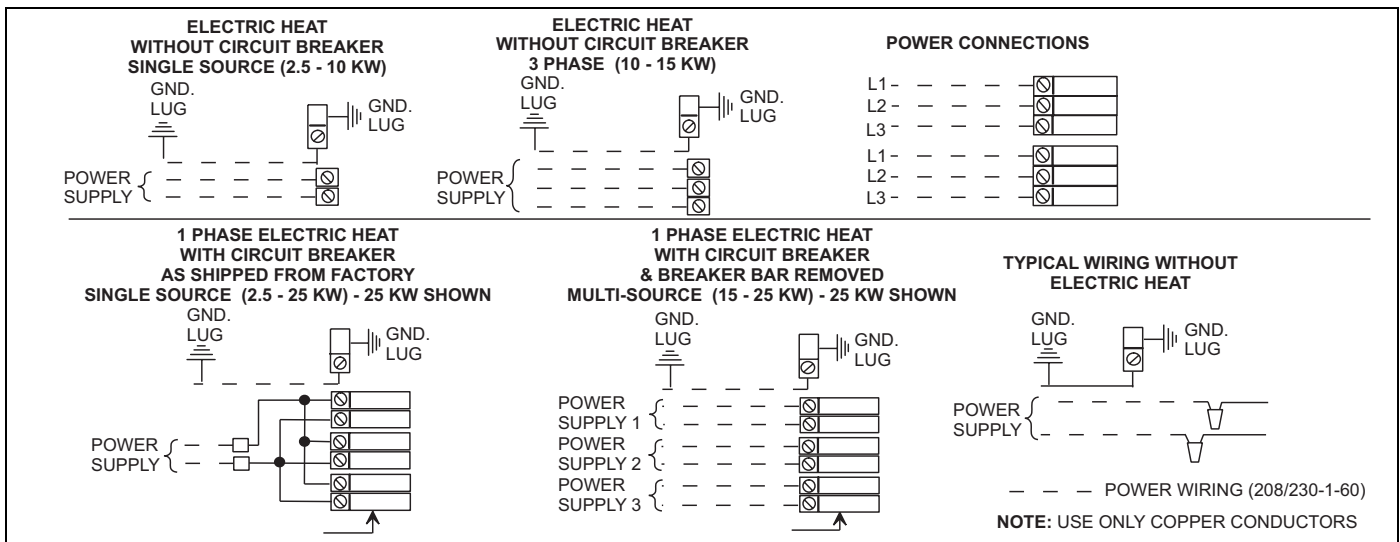 ELECTRIC HEAT
WITHOUT CIRCUIT BREAKER
SINGLE SOURCE (2.5 - 10 KW)
GND.
LUG
GND.
LUG
POWER
SUPPLY
ELECTRIC HEAT
WITHOUT CIRCUIT BREAKER
3 PHASE (10 - 15 KW)
GND.
LUG
GND.
LUG
POWER
SUPPLY
POWER CONNECTIONS
L1
L2
L3
L1
L2
L3
1 PHASE ELECTRIC HEAT
WITH CIRCUIT BREAKER
AS SHIPPED FROM FACTORY
SINGLE SOURCE (2.5 - 25 KW) - 25 KW SHOWN
GND.
LUG
GND.
LUG
POWER
SUPPLY
1 PHASE ELECTRIC HEAT
WITH CIRCUIT BREAKER
& BREAKER BAR REMOVED
MULTI-SOURCE (15 - 25 KW) - 25 KW SHOWN
GND.
LUG
GND.
LUG
POWER
SUPPLY 1
POWER
SUPPLY 2
POWER
SUPPLY 3
TYPICAL WIRING WITHOUT
ELECTRIC HEAT
GND.
LUG
GND.
LUG
POWER
SUPPLY
POWER WIRING (208/230-1-60)
NOTE: USE ONLY COPPER CONDUCTORS